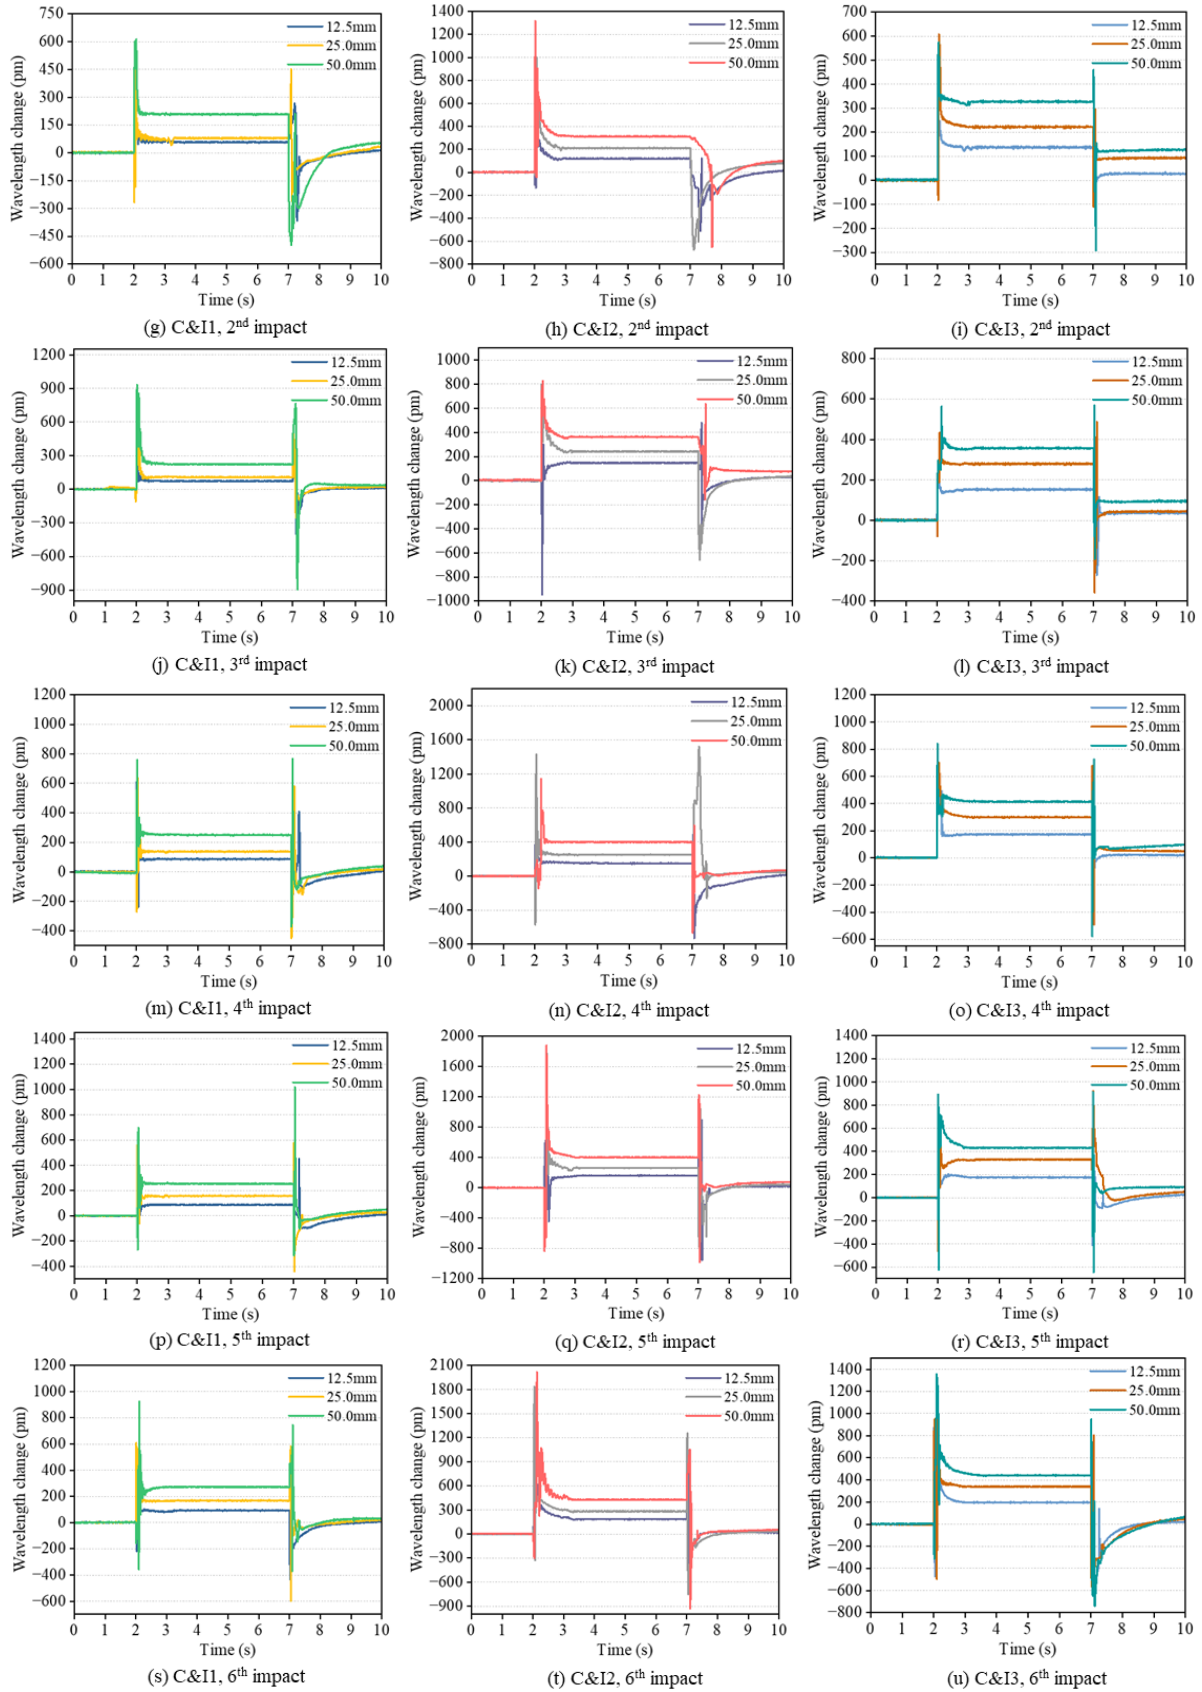 750
600
450
300
150
0
−150
−300
−450
−600
Wavelength change (pm)
12.5mm
25.0mm
50.0mm
0 1 2 3 4 5 6 7 8 9 10
Time (s)
(g) C&I1, 2nd impact
1400
1200
1000
800
600
400
200
0
−200
−400
−600
−800
Wavelength change (pm)
12.5mm
25.0mm
50.0mm
0 1 2 3 4 5 6 7 8 9 10
Time (s)
(h) C&I2, 2nd impact
700
600
500
400
300
200
100
0
−100
−200
−300
Wavelength change (pm)
12.5mm
25.0mm
50.0mm
0 1 2 3 4 5 6 7 8 9 10
Time (s)
(i) C&I3, 2nd impact
1200
900
600
300
0
−300
−600
−900
Wavelength change (pm)
12.5mm
25.0mm
50.0mm
0 1 2 3 4 5 6 7 8 9 10
Time (s)
(j) C&I1, 3rd impact
1000
800
600
400
200
0
−200
−400
−600
−800
−1000
Wavelength change (pm)
12.5mm
25.0mm
50.0mm
0 1 2 3 4 5 6 7 8 9 10
Time (s)
(k) C&I2, 3rd impact
800
600
400
200
0
−200
−400
Wavelength change (pm)
12.5mm
25.0mm
50.0mm
0 1 2 3 4 5 6 7 8 9 10
Time (s)
(l) C&I3, 3rd impact
1200
1000
800
600
400
200
0
−200
−400
Wavelength change (pm)
12.5mm
25.0mm
50.0mm
0 1 2 3 4 5 6 7 8 9 10
Time (s)
(m) C&I1, 4th impact
2000
1600
1200
800
400
0
−400
−800
Wavelength change (pm)
12.5mm
25.0mm
50.0mm
0 1 2 3 4 5 6 7 8 9 10
Time (s)
(n) C&I2, 4th impact
1200
1000
800
600
400
200
0
−200
−400
−600
Wavelength change (pm)
12.5mm
25.0mm
50.0mm
0 1 2 3 4 5 6 7 8 9 10
Time (s)
(o) C&I3, 4th impact
1400
1200
1000
800
600
400
200
0
−200
−400
Wavelength change (pm)
12.5mm
25.0mm
50.0mm
0 1 2 3 4 5 6 7 8 9 10
Time (s)
(p) C&I1, 5th impact
2000
1600
1200
800
400
0
−400
−800
−1200
Wavelength change (pm)
12.5mm
25.0mm
50.0mm
0 1 2 3 4 5 6 7 8 9 10
Time (s)
(q) C&I2, 5th impact
1400
1200
1000
800
600
400
200
0
−200
−400
−600
Wavelength change (pm)
12.5mm
25.0mm
50.0mm
0 1 2 3 4 5 6 7 8 9 10
Time (s)
(r) C&I3, 5th impact
1200
1000
800
600
400
200
0
−200
−400
−600
Wavelength change (pm)
12.5mm
25.0mm
50.0mm
0 1 2 3 4 5 6 7 8 9 10
Time (s)
(s) C&I1, 6th impact
2100
1800
1500
1200
900
600
300
0
−300
−600
−900
Wavelength change (pm)
12.5mm
25.0mm
50.0mm
0 1 2 3 4 5 6 7 8 9 10
Time (s)
(t) C&I2, 6th impact
1400
1200
1000
800
600
400
200
0
−200
−400
−600
−800
Wavelength change (pm)
12.5mm
25.0mm
50.0mm
0 1 2 3 4 5 6 7 8 9 10
Time (s)
(u) C&I3, 6th impact